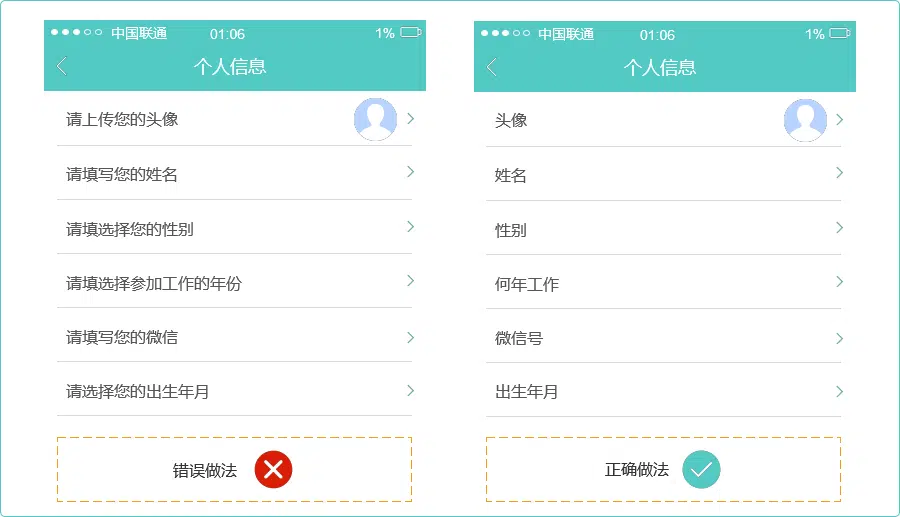 中国联通 01:06 1%
个人信息
请上传您的头像
请填写您的姓名
请填选择您的性别
请填选择参加工作的年份
请填写您的微信
请选择您的出生年月
错误做法
中国联通 01:06 1%
个人信息
头像
姓名
性别
何年工作
微信号
出生年月
正确做法